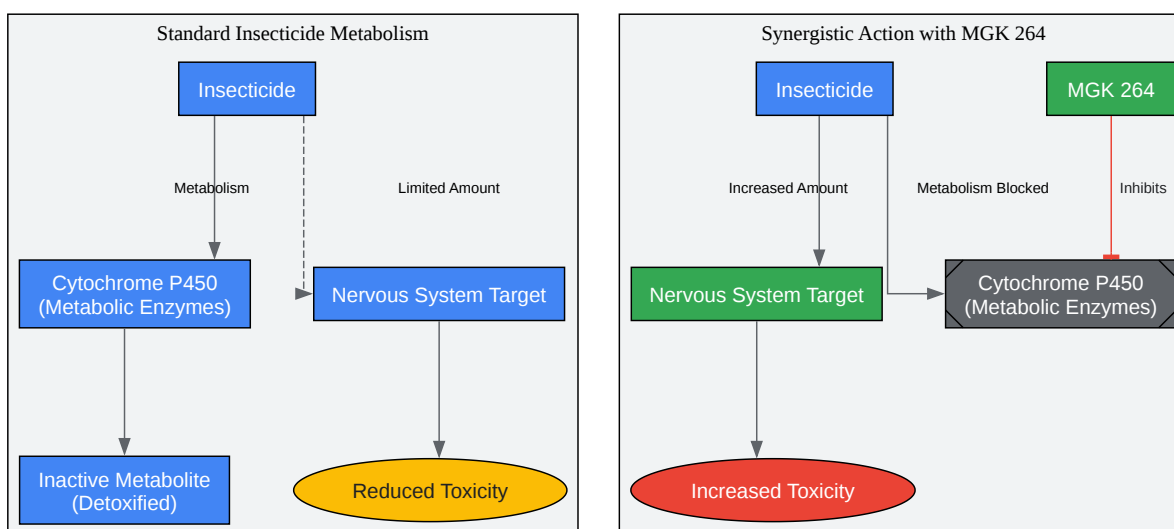 Standard Insecticide Metabolism
Insecticide
Metabolism
Limited Amount
Cytochrome P450
(Metabolic Enzymes)
Nervous System Target
Inactive Metabolite
(Detoxified)
Reduced Toxicity
Synergistic Action with MGK 264
Insecticide
MGK 264
Increased Amount
Metabolism Blocked
Inhibits
Nervous System Target
Cytochrome P450
(Metabolic Enzymes)
Increased Toxicity